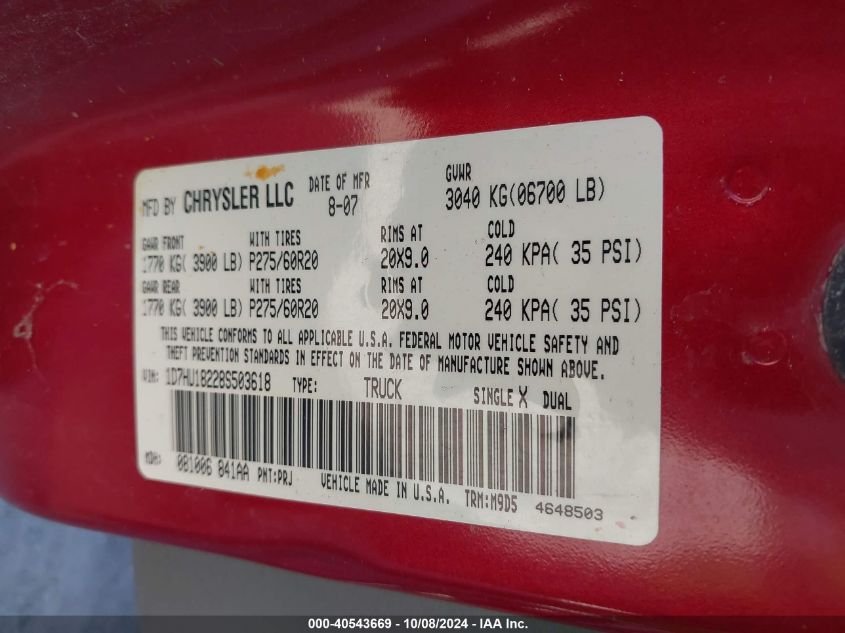 MFD BY CHRYSLER LLC DATE OF MFR 8-07 GVWR 3040 KG(06700 LB)
GAWR FRONT WITH TIRES RIMS AT COLD
1770 KG( 3900 LB) P275/60R20 20X9.0 240 KPA( 35 PSI)
GAWR REAR WITH TIRES RIMS AT COLD
1770 KG( 3900 LB) P275/60R20 20X9.0 240 KPA( 35 PSI)
THIS VEHICLE CONFORMS TO ALL APPLICABLE U.S.A. FEDERAL MOTOR VEHICLE SAFETY AND
THEFT PREVENTION STANDARDS IN EFFECT ON THE DATE OF MANUFACTURE SHOWN ABOVE.
VIN: 1D7HU18228S503618 TYPE: TRUCK SINGLE X DUAL
MDH: 081006 841AA PNT:PRJ VEHICLE MADE IN U.S.A. TRM:M9D5 4648503
000-40543669 - 10/08/2024 - IAA Inc.